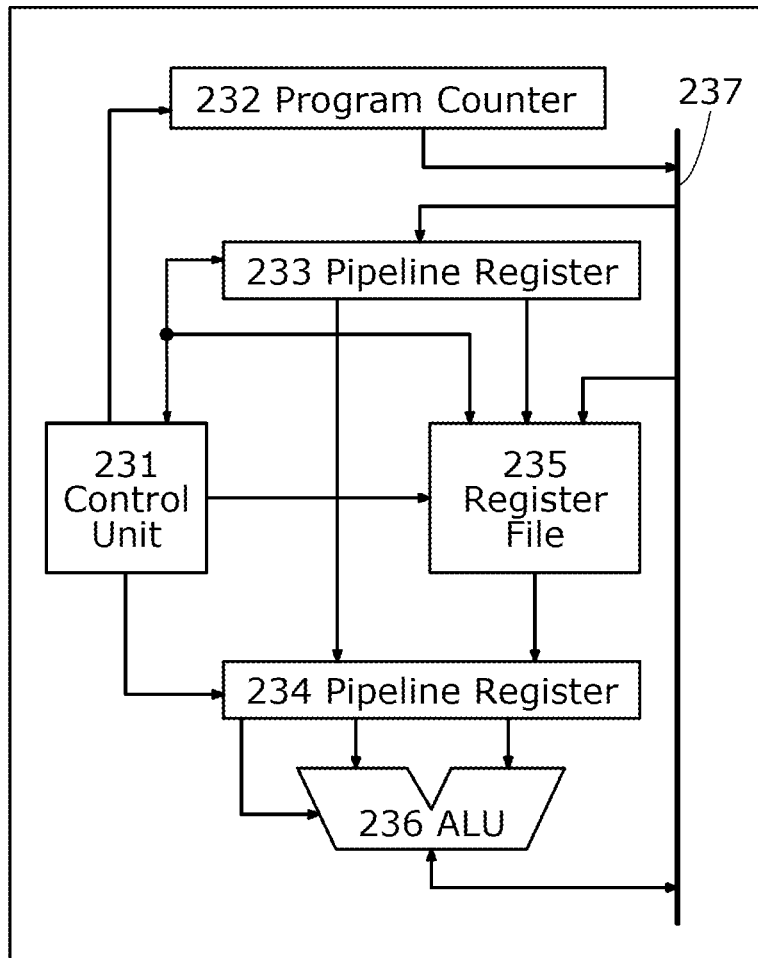 232 Program Counter
237
233 Pipeline Register
231
Control
Unit
235
Register
File
234 Pipeline Register
236 ALU